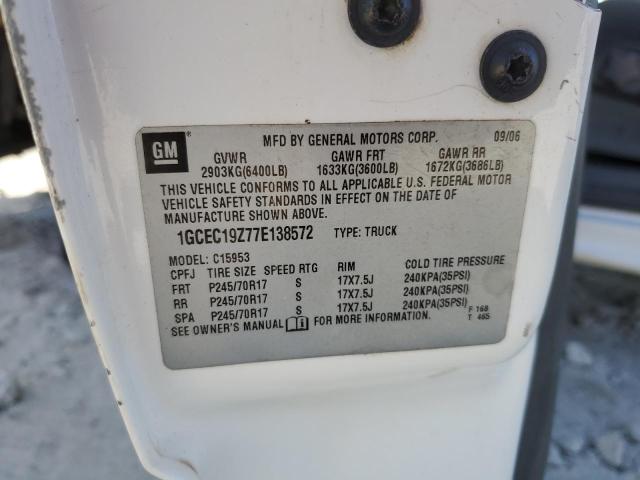 GM MFD BY GENERAL MOTORS CORP. 09/06
GVWR GAWR FRT GAWR RR
2903KG(6400LB) 1633KG(3600LB) 1672KG(3686LB)
THIS VEHICLE CONFORMS TO ALL APPLICABLE U.S. FEDERAL MOTOR
VEHICLE SAFETY STANDARDS IN EFFECT ON THE DATE OF
MANUFACTURE SHOWN ABOVE.
1GCEC19Z77E138572 TYPE: TRUCK
MODEL: C15953
CPFJ TIRE SIZE SPEED RTG RIM COLD TIRE PRESSURE
FRT P245/70R17 S 17X7.5J 240KPA(35PSI)
RR P245/70R17 S 17X7.5J 240KPA(35PSI)
SPA P245/70R17 S 17X7.5J 240KPA(35PSI)
SEE OWNER'S MANUAL FOR MORE INFORMATION. F 168
T 465